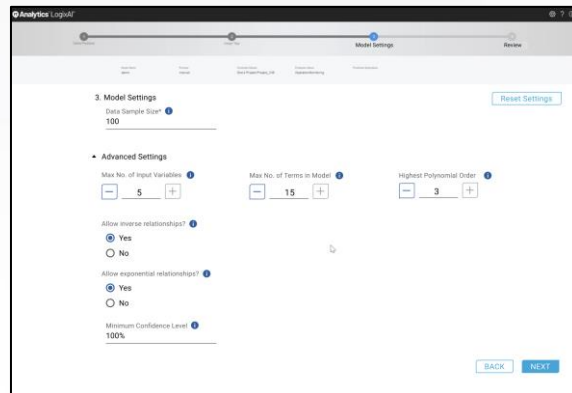 Analytics LogixAI
Model Settings
Review
3. Model Settings
Reset Settings
Data Sample Size*
100
Advanced Settings
Max No. of Input Variables
Max No. of Terms in Model
Highest Polynomial Order
5
15
3
Allow inverse relationships?
Yes
No
Allow exponential relationships?
Yes
No
Minimum Confidence Level
100%
BACK
NEXT